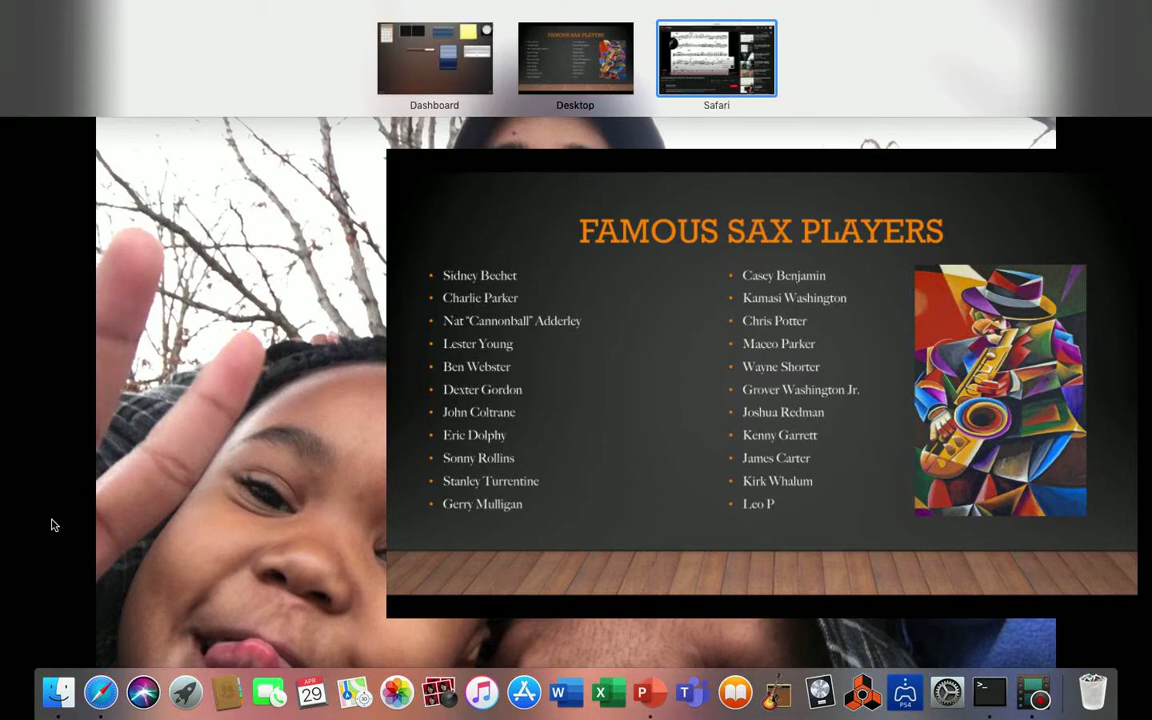 Dashboard
Desktop
Safari
FAMOUS SAX PLAYERS
• Sidney Bechet
• Charlie Parker
• Nat "Cannonball" Adderley
• Lester Young
• Ben Webster
• Dexter Gordon
• John Coltrane
• Eric Dolphy
• Sonny Rollins
• Stanley Turrentine
• Gerry Mulligan
• Casey Benjamin
• Kamasi Washington
• Chris Potter
• Maceo Parker
• Wayne Shorter
• Grover Washington Jr.
• Joshua Redman
• Kenny Garrett
• James Carter
• Kirk Whalum
• Leo P
APR
29
W
X
P
T
PS4
>_